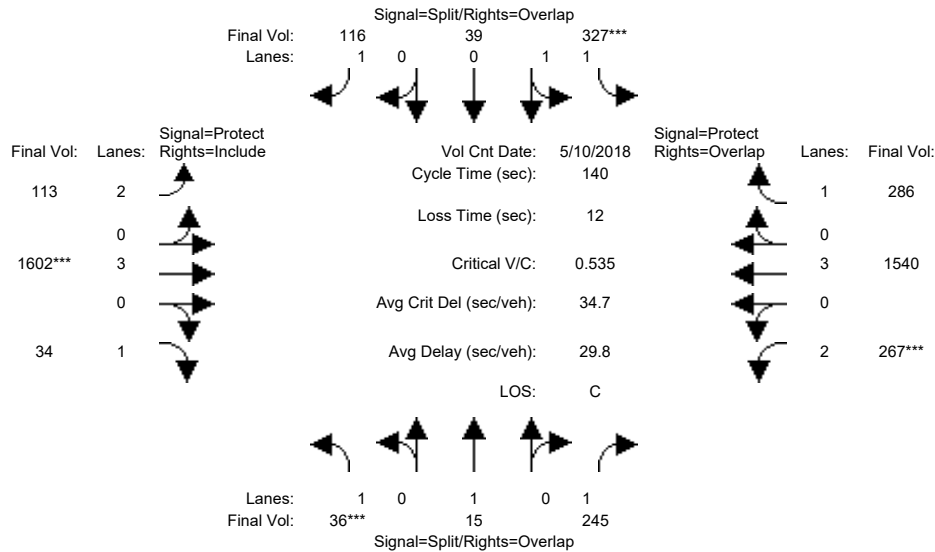 Signal=Split/Rights=Overlap
Final Vol: 116 39 327***
Lanes: 1 0 0 1 1
Signal=Protect Signal=Protect
Final Vol: Lanes: Rights=Include Vol Cnt Date: 5/10/2018 Rights=Overlap Lanes: Final Vol:
Cycle Time (sec): 140
113 2 1 286
Loss Time (sec): 12
0 0
1602*** 3 Critical V/C: 0.535 3 1540
0 Avg Crit Del (sec/veh): 34.7 0
34 1 Avg Delay (sec/veh): 29.8 2 267***
LOS: C
Lanes: 1 0 1 0 1
Final Vol: 36*** 15 245
Signal=Split/Rights=Overlap